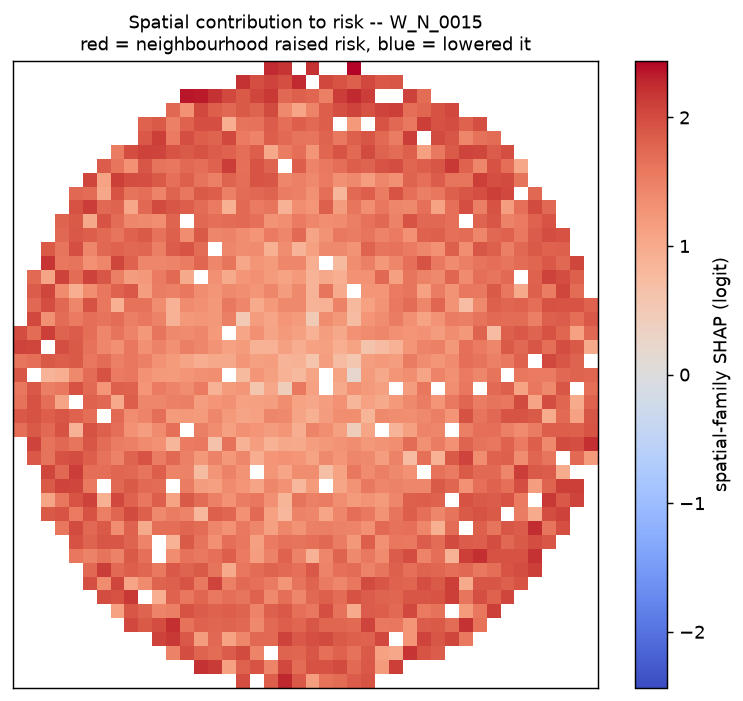 Spatial contribution to risk -- W_N_0015
red = neighbourhood raised risk, blue = lowered it
2
1
0
−1
−2
spatial-family SHAP (logit)